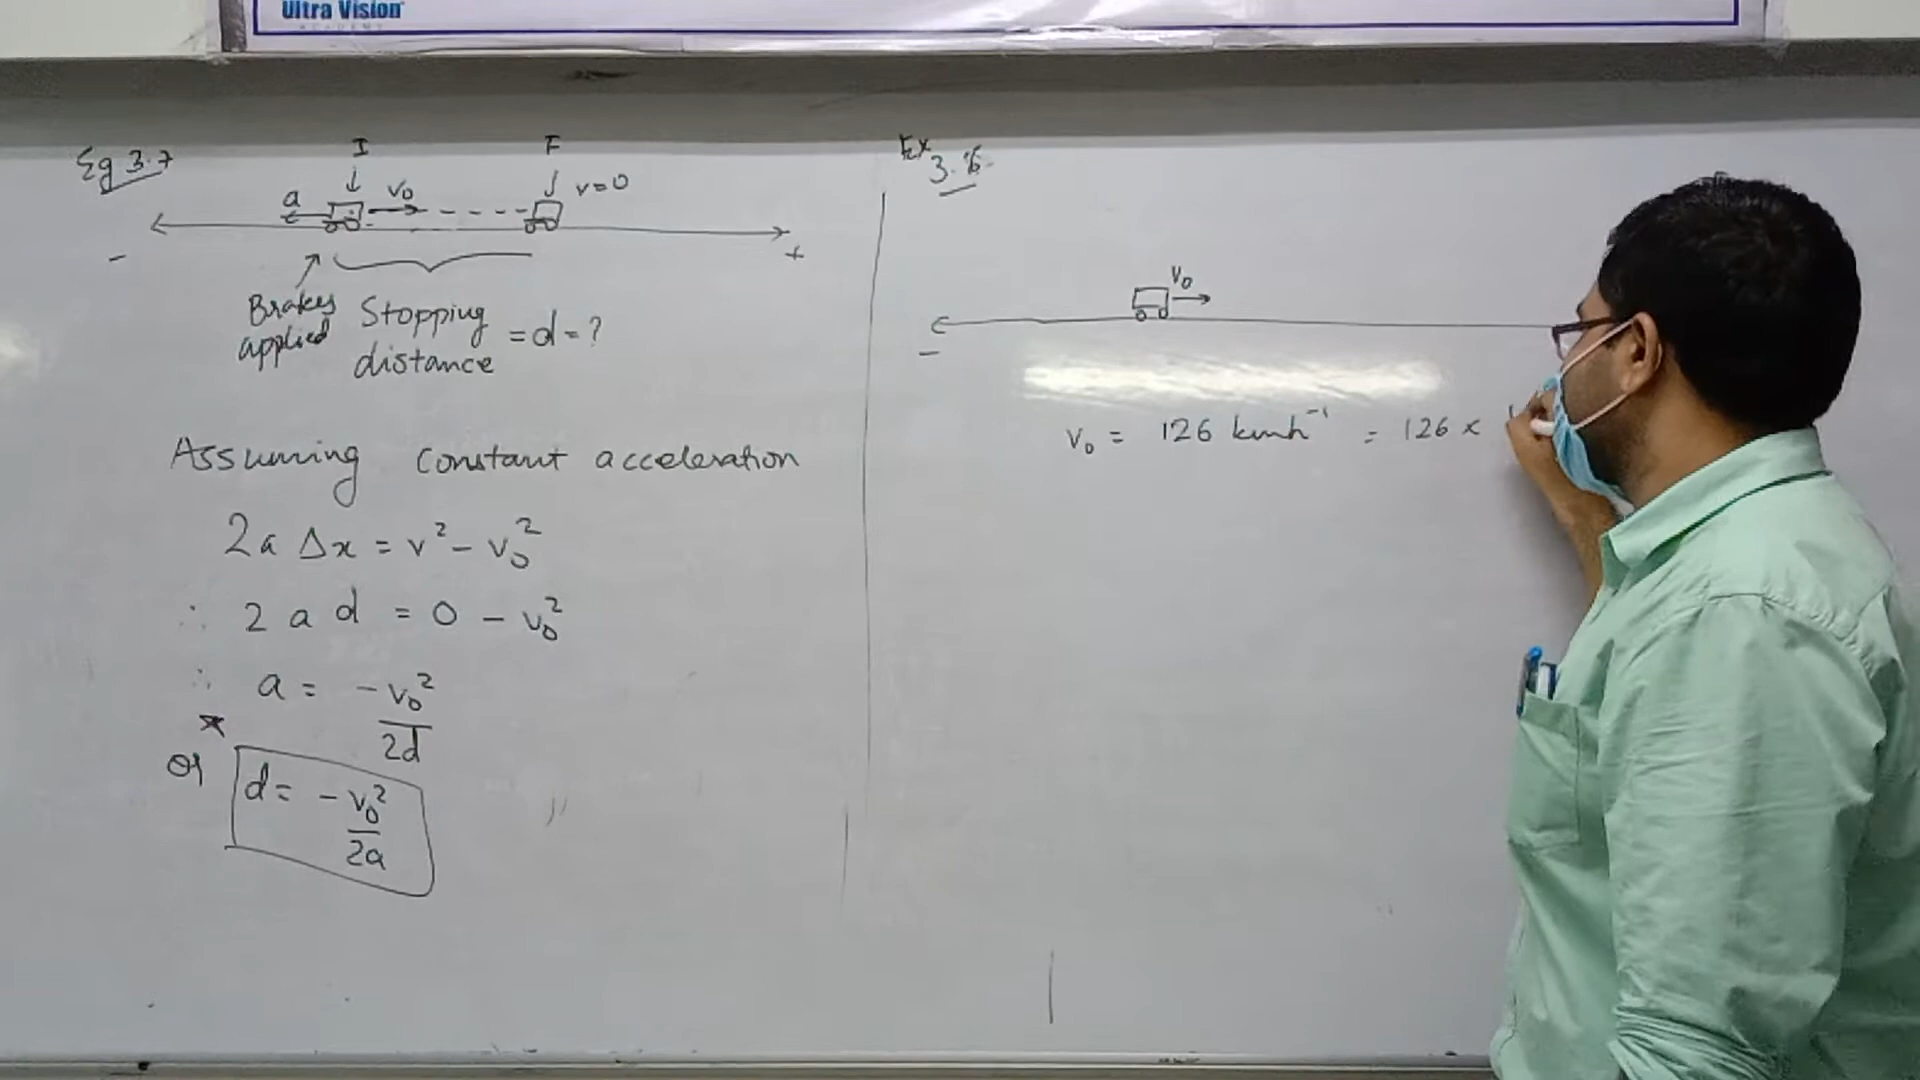 Ultra Vision
ACADEMY
Eg 3.7
I F
a v₀ v=0
- +
Brakes applied
Stopping distance = d = ?
Assuming constant acceleration
2a Δx = v² - v₀²
∴ 2 a d = 0 - v₀²
∴ a = -v₀²/2d
*
or d = -v₀²/2a
Ex 3.
v₀
-
v₀ = 126 kmh⁻¹ = 126 ×